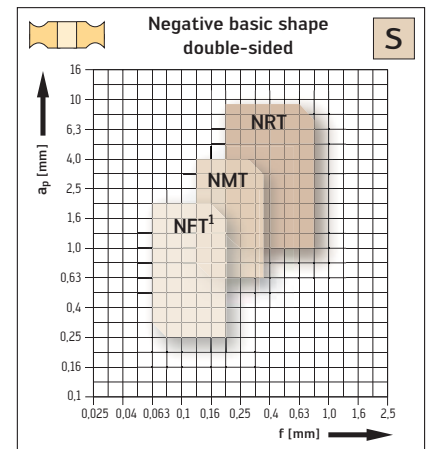 Negative basic shape
double-sided
S
16
10
6,3
4,0
2,5
1,6
1,0
0,63
0,4
0,25
0,16
0,1
aₚ [mm]
NRT
NMT
NFT¹
0,025 0,04 0,063 0,1 0,16 0,25 0,4 0,63 1,0 1,6 2,5
f [mm]